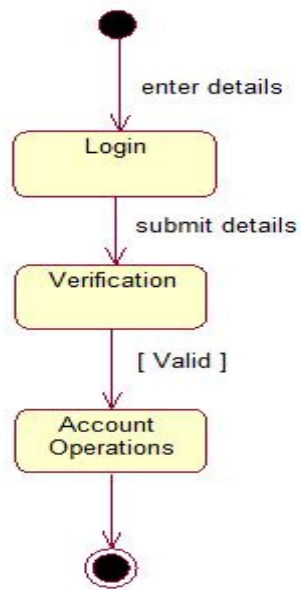 enter details
Login
submit details
Verification
[ Valid ]
Account
Operations